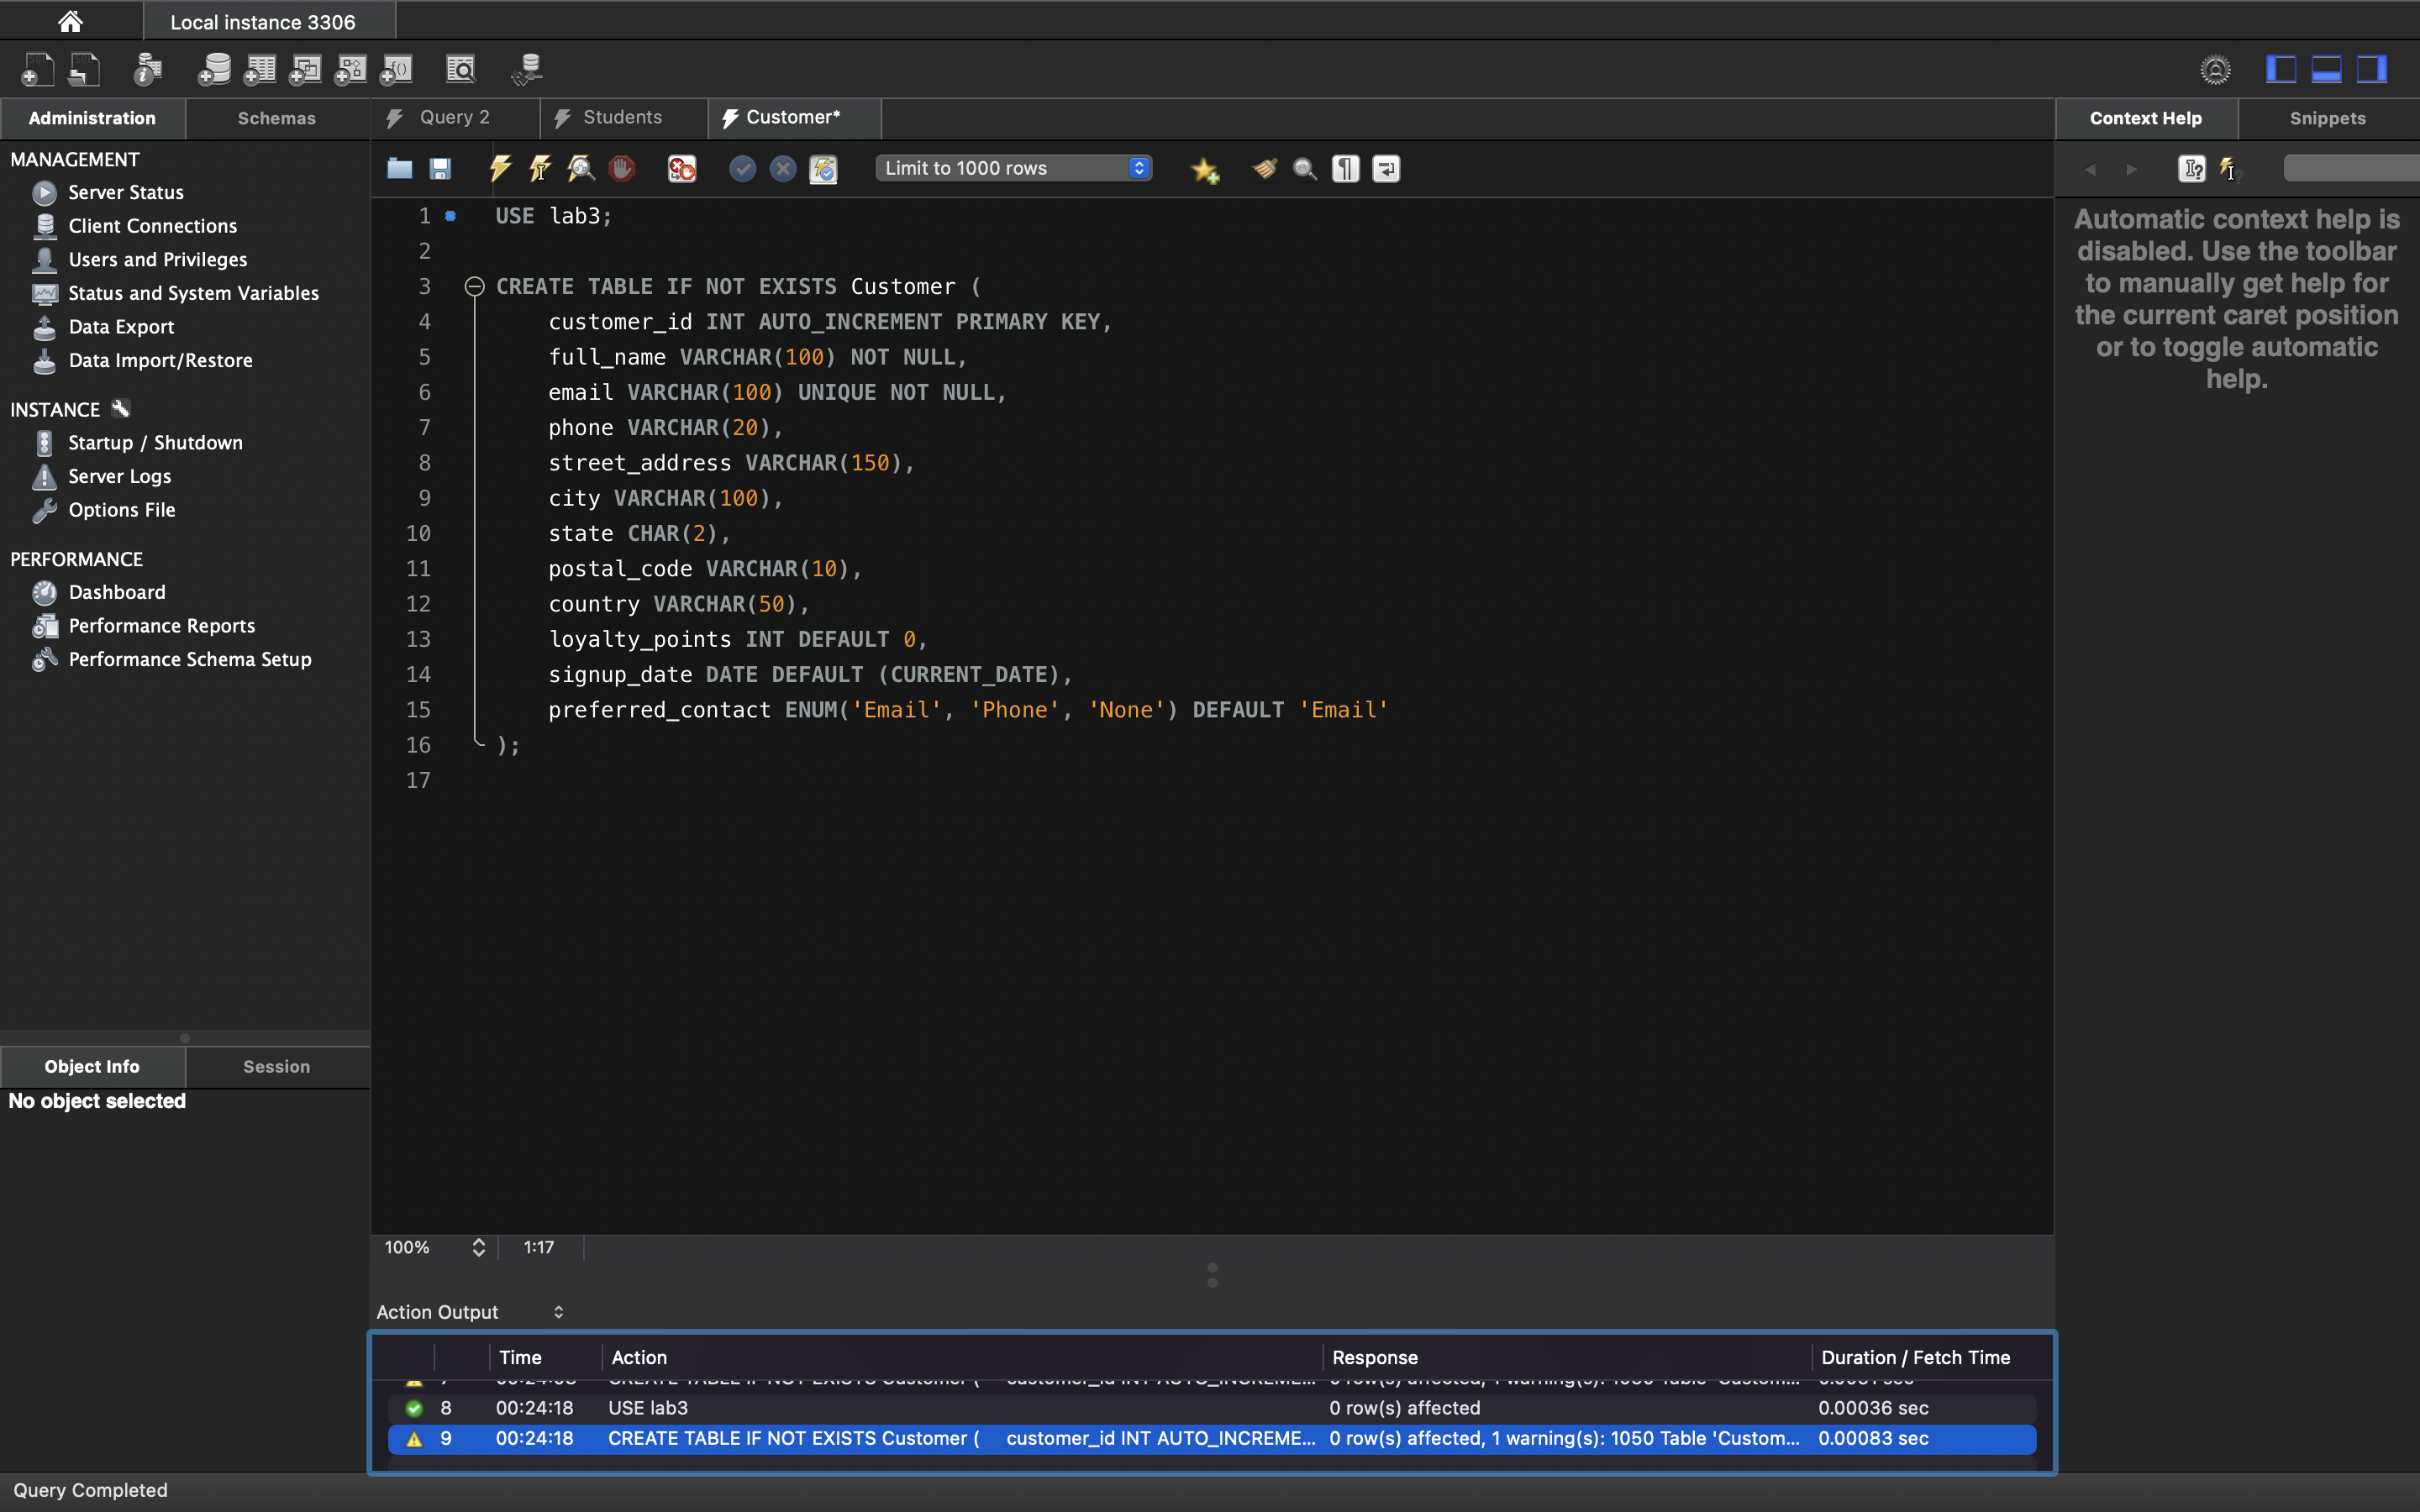 Local instance 3306
Administration
Schemas
Query 2
Students
Customer*
Context Help
Snippets
MANAGEMENT
Server Status
Client Connections
Users and Privileges
Status and System Variables
Data Export
Data Import/Restore
INSTANCE
Startup / Shutdown
Server Logs
Options File
PERFORMANCE
Dashboard
Performance Reports
Performance Schema Setup
Object Info
Session
No object selected
Limit to 1000 rows
1 USE lab3;
2
3 CREATE TABLE IF NOT EXISTS Customer (
4 customer_id INT AUTO_INCREMENT PRIMARY KEY,
5 full_name VARCHAR(100) NOT NULL,
6 email VARCHAR(100) UNIQUE NOT NULL,
7 phone VARCHAR(20),
8 street_address VARCHAR(150),
9 city VARCHAR(100),
10 state CHAR(2),
11 postal_code VARCHAR(10),
12 country VARCHAR(50),
13 loyalty_points INT DEFAULT 0,
14 signup_date DATE DEFAULT (CURRENT_DATE),
15 preferred_contact ENUM('Email', 'Phone', 'None') DEFAULT 'Email'
16 );
17
Automatic context help is
disabled. Use the toolbar
to manually get help for
the current caret position
or to toggle automatic
help.
100% 1:17
Action Output
Time Action Response Duration / Fetch Time
8 00:24:18 USE lab3 0 row(s) affected 0.00036 sec
9 00:24:18 CREATE TABLE IF NOT EXISTS Customer ( customer_id INT AUTO_INCREME... 0 row(s) affected, 1 warning(s): 1050 Table 'Custom... 0.00083 sec
Query Completed